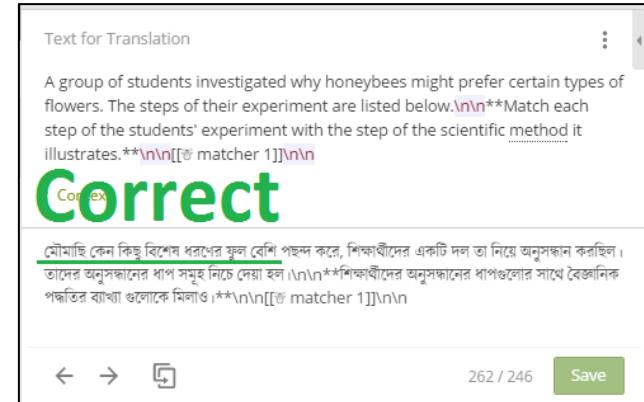 Text for Translation
A group of students investigated why honeybees might prefer certain types of
flowers. The steps of their experiment are listed below.\n\n**Match each
step of the students' experiment with the step of the scientific method it
illustrates.**\n\n[[☃ matcher 1]]\n\n
Correct
মৌমাছি কেন কিছু বিশেষ ধরণের ফুল বেশি পছন্দ করে, শিক্ষার্থীদের একটি দল তা নিয়ে অনুসন্ধান করছিল।
তাদের অনুসন্ধানের ধাপ সমূহ নিচে দেয়া হল।\n\n**শিক্ষার্থীদের অনুসন্ধানের ধাপগুলোর সাথে বৈজ্ঞানিক
পদ্ধতির ব্যাখ্যা গুলোকে মিলাও।**\n\n[[☃ matcher 1]]\n\n
262 / 246 Save